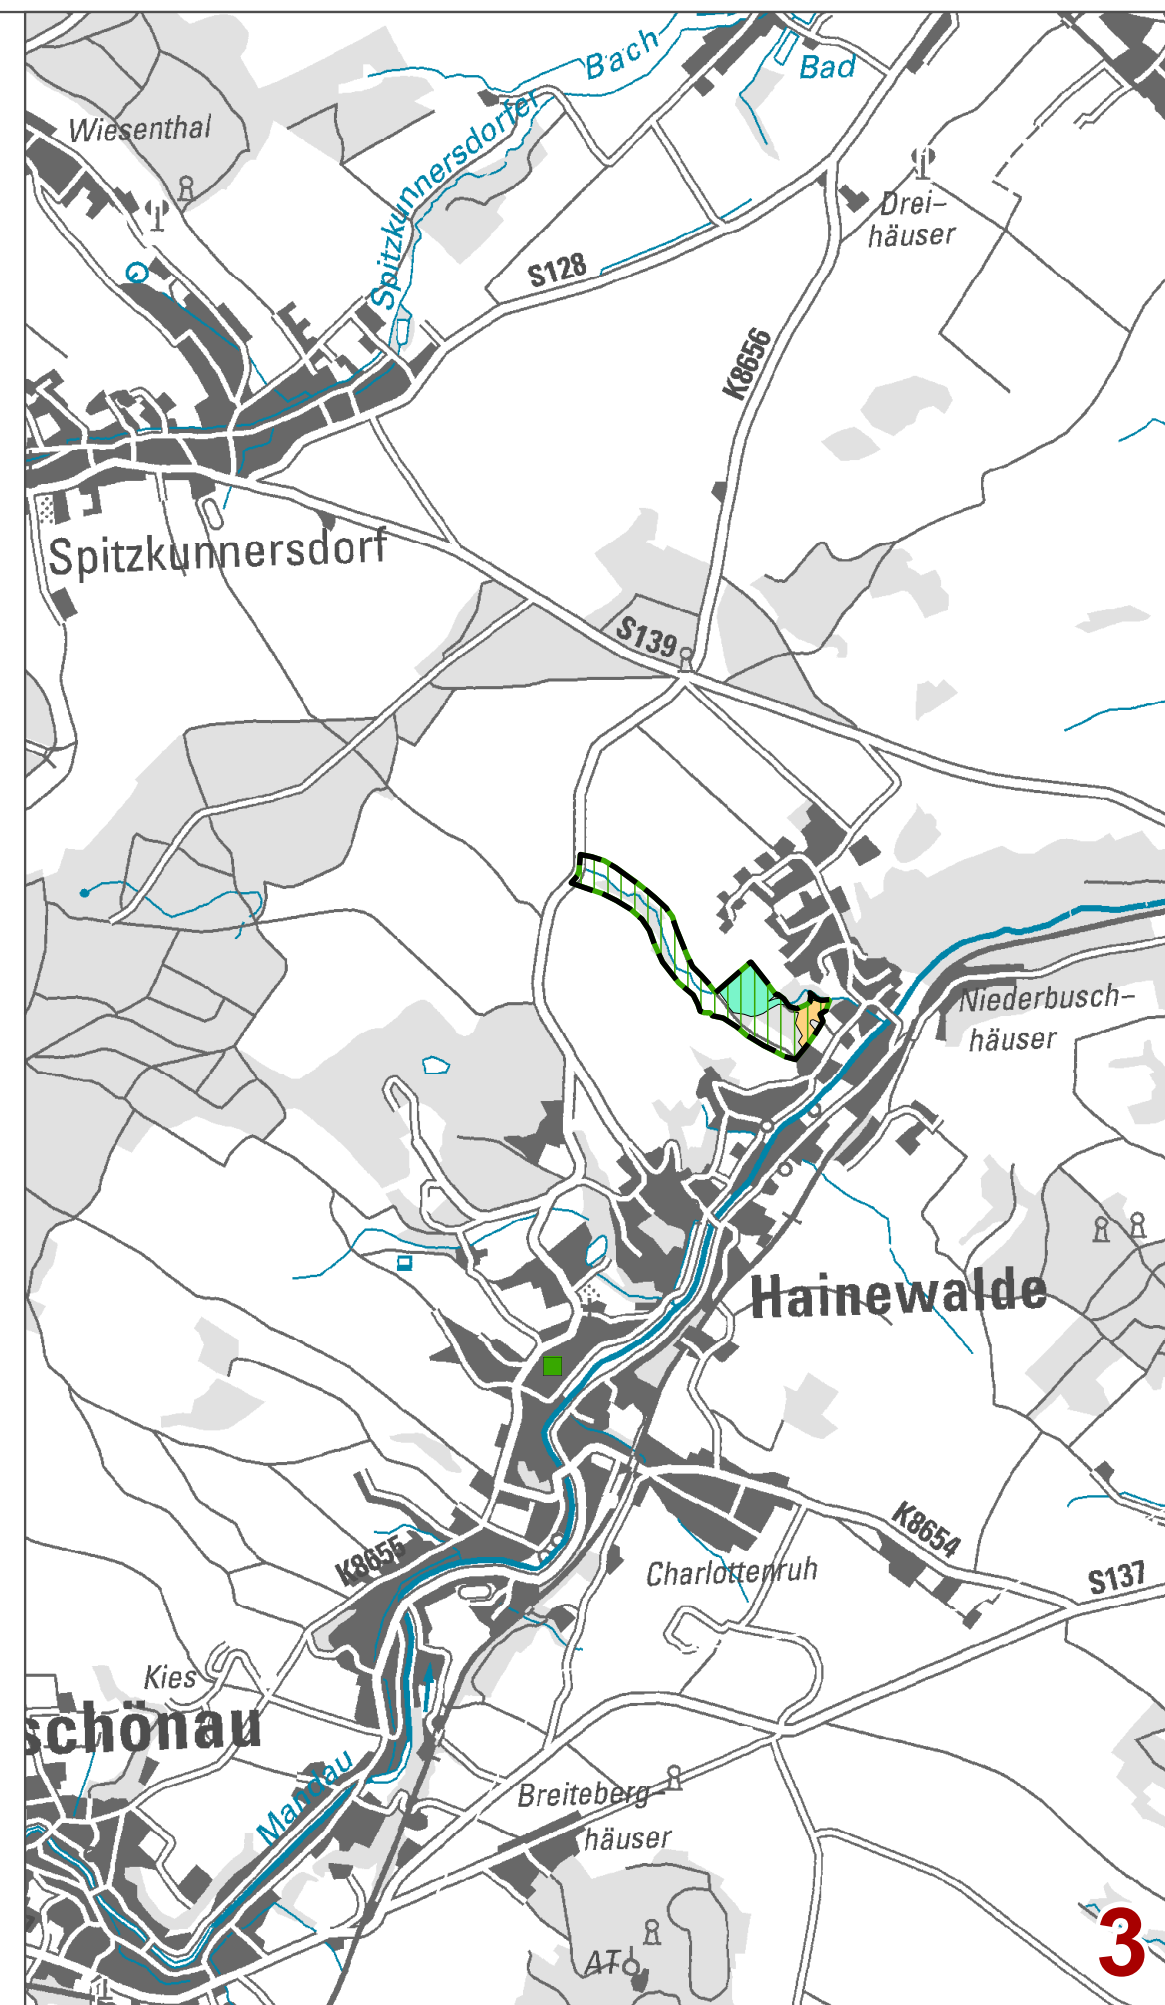 Bach
Bad
Wiesenthal
Spitzkunnersdorfer
Drei–
häuser
S128
K8656
Spitzkunnersdorf
S139
Niederbusch–
häuser
Hainewalde
K8654
K8655
Charlottenruh
S137
Kies
schönau
Mandau
Breiteberg–
häuser
AT
3